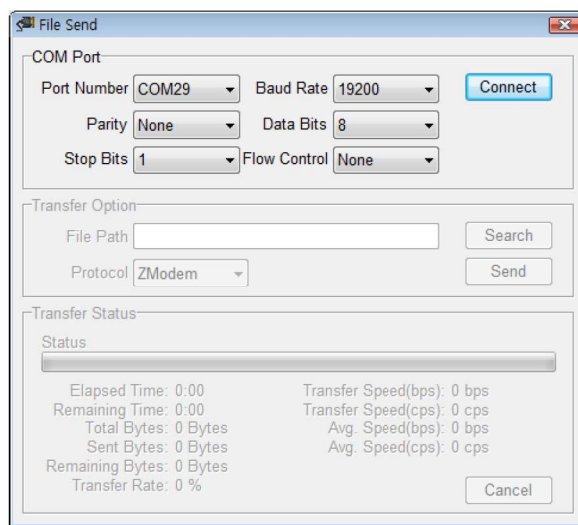 File Send
COM Port
Port Number COM29 Baud Rate 19200 Connect
Parity None Data Bits 8
Stop Bits 1 Flow Control None
Transfer Option
File Path Search
Protocol ZModem Send
Transfer Status
Status
Elapsed Time: 0:00 Transfer Speed(bps): 0 bps
Remaining Time: 0:00 Transfer Speed(cps): 0 cps
Total Bytes: 0 Bytes Avg. Speed(bps): 0 bps
Sent Bytes: 0 Bytes Avg. Speed(cps): 0 cps
Remaining Bytes: 0 Bytes
Transfer Rate: 0 % Cancel